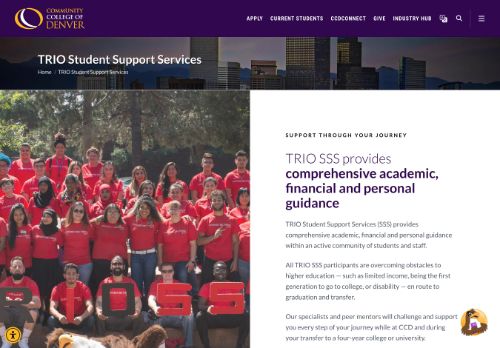 COMMUNITY
COLLEGE OF
DENVER
APPLY CURRENT STUDENTS CCDCONNECT GIVE INDUSTRY HUB
TRIO Student Support Services
Home / TRIO Student Support Services
SUPPORT THROUGH YOUR JOURNEY
TRIO SSS provides
comprehensive academic,
financial and personal
guidance
TRIO Student Support Services (SSS) provides
comprehensive academic, financial and personal guidance
within an active community of students and staff.
All TRIO SSS participants are overcoming obstacles to
higher education — such as limited income, being the first
generation to go to college, or disability — en route to
graduation and transfer.
Our specialists and peer mentors will challenge and support
you every step of your journey while at CCD and during
your transfer to a four-year college or university.